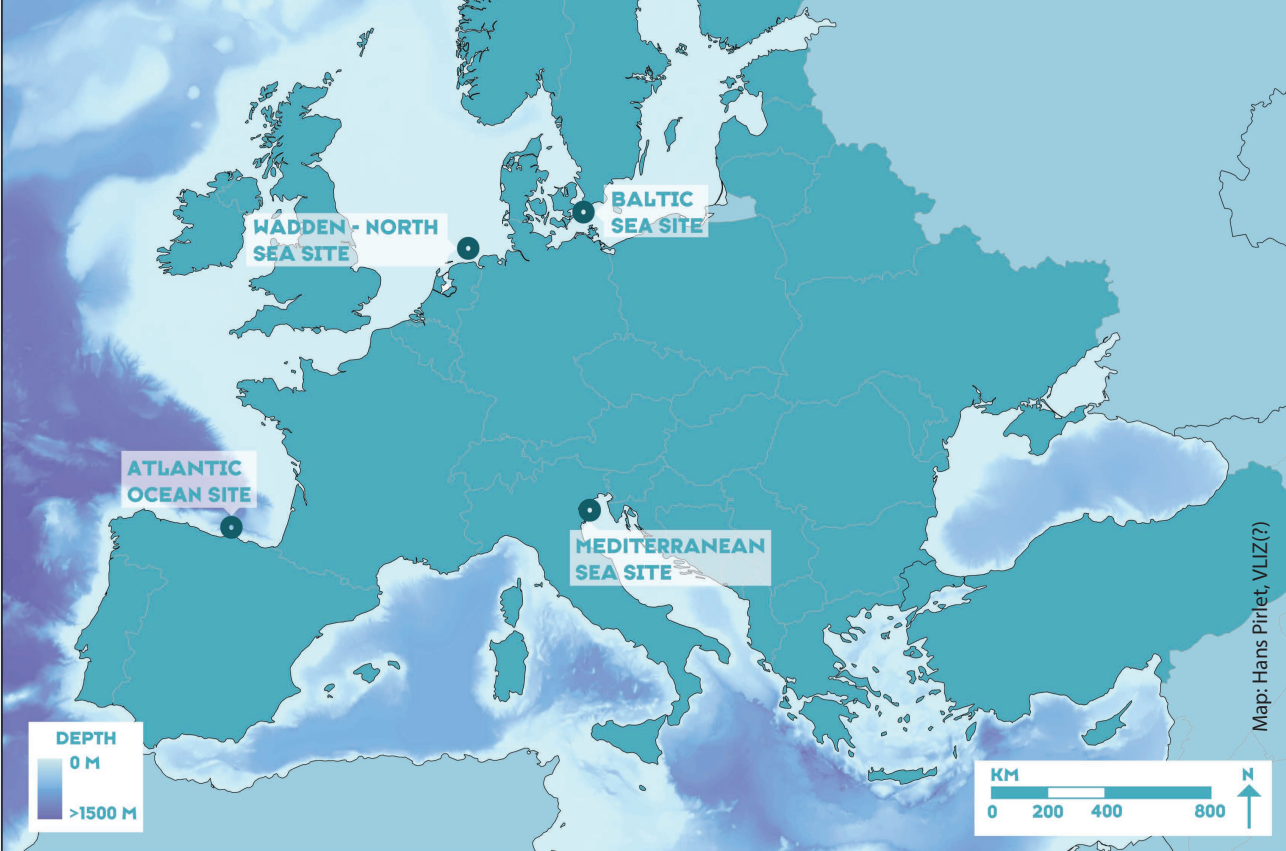 BALTIC
SEA SITE
WADDEN - NORTH
SEA SITE
ATLANTIC
OCEAN SITE
MEDITERRANEAN
SEA SITE
DEPTH
0 M
>1500 M
KM
N
0 200 400 800
Map: Hans Pirlet, VLIZ(?)